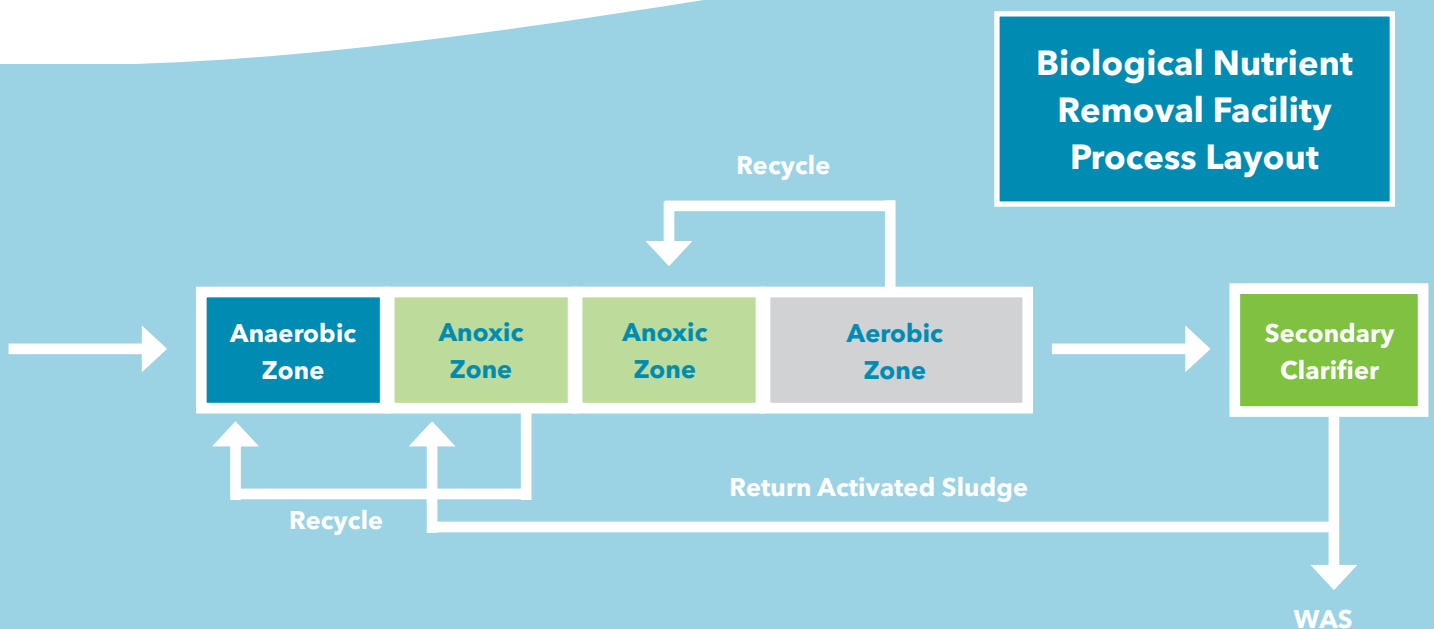 Biological Nutrient
Removal Facility
Process Layout
Recycle
Anaerobic
Zone
Anoxic
Zone
Anoxic
Zone
Aerobic
Zone
Secondary
Clarifier
Return Activated Sludge
Recycle
WAS